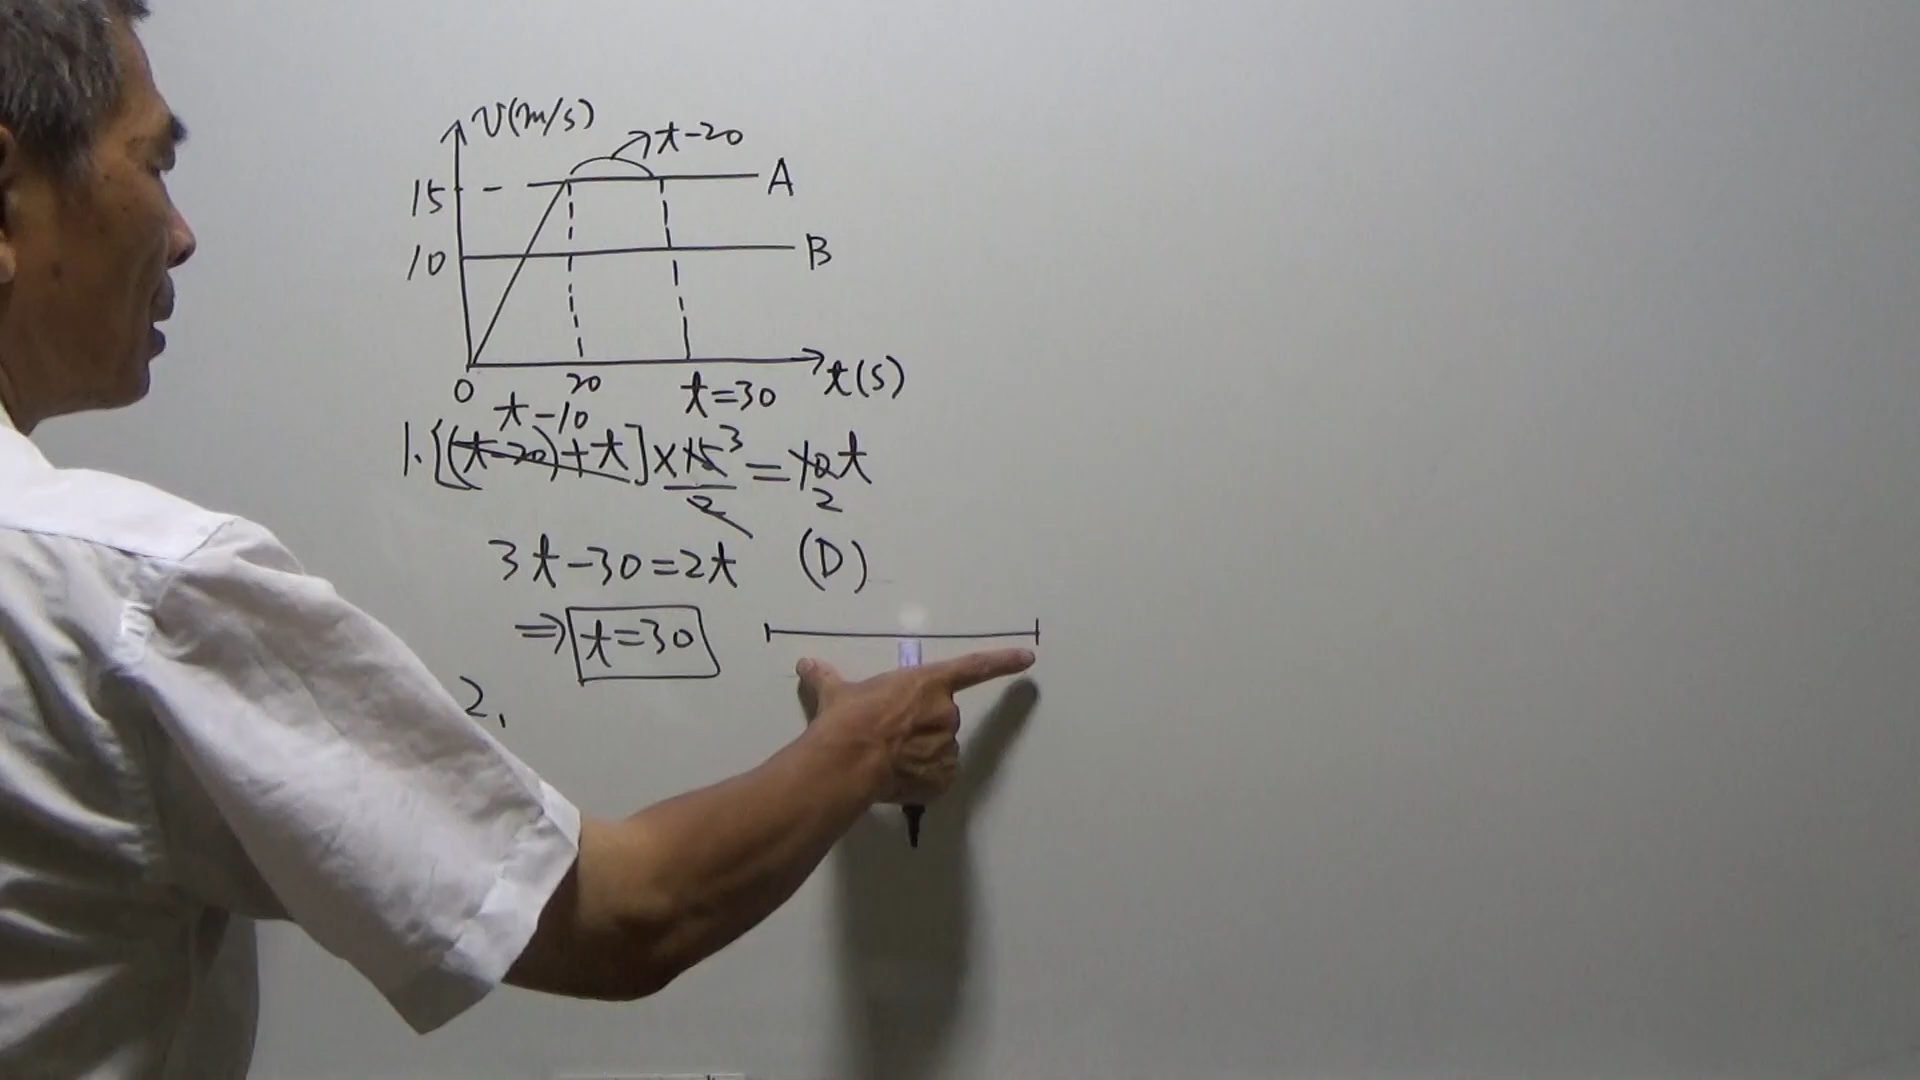 v(m/s)
t-20
15
A
10
B
0
20
t=30
t(s)
t-10
1. [(t-20)+t]×15/2 3 =10t 2
3t-30=2t (D)
⇒ t=30
2.